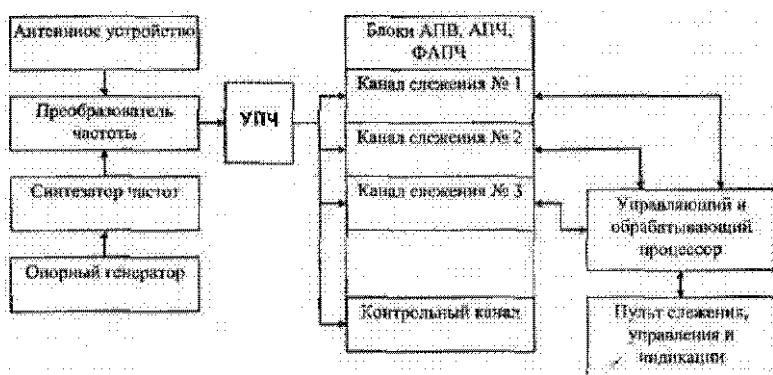 Антенное устройство
Преобразователь
частоты
Синтезатор частот
Опорный генератор
УПЧ
Блоки АПВ, АПЧ,
ФАПЧ
Канал слежения № 1
Канал слежения № 2
Канал слежения № 3
Контрольный канал
Управляющий и
обрабатывающий
процессор
Пульт слежения,
управления и
индикации